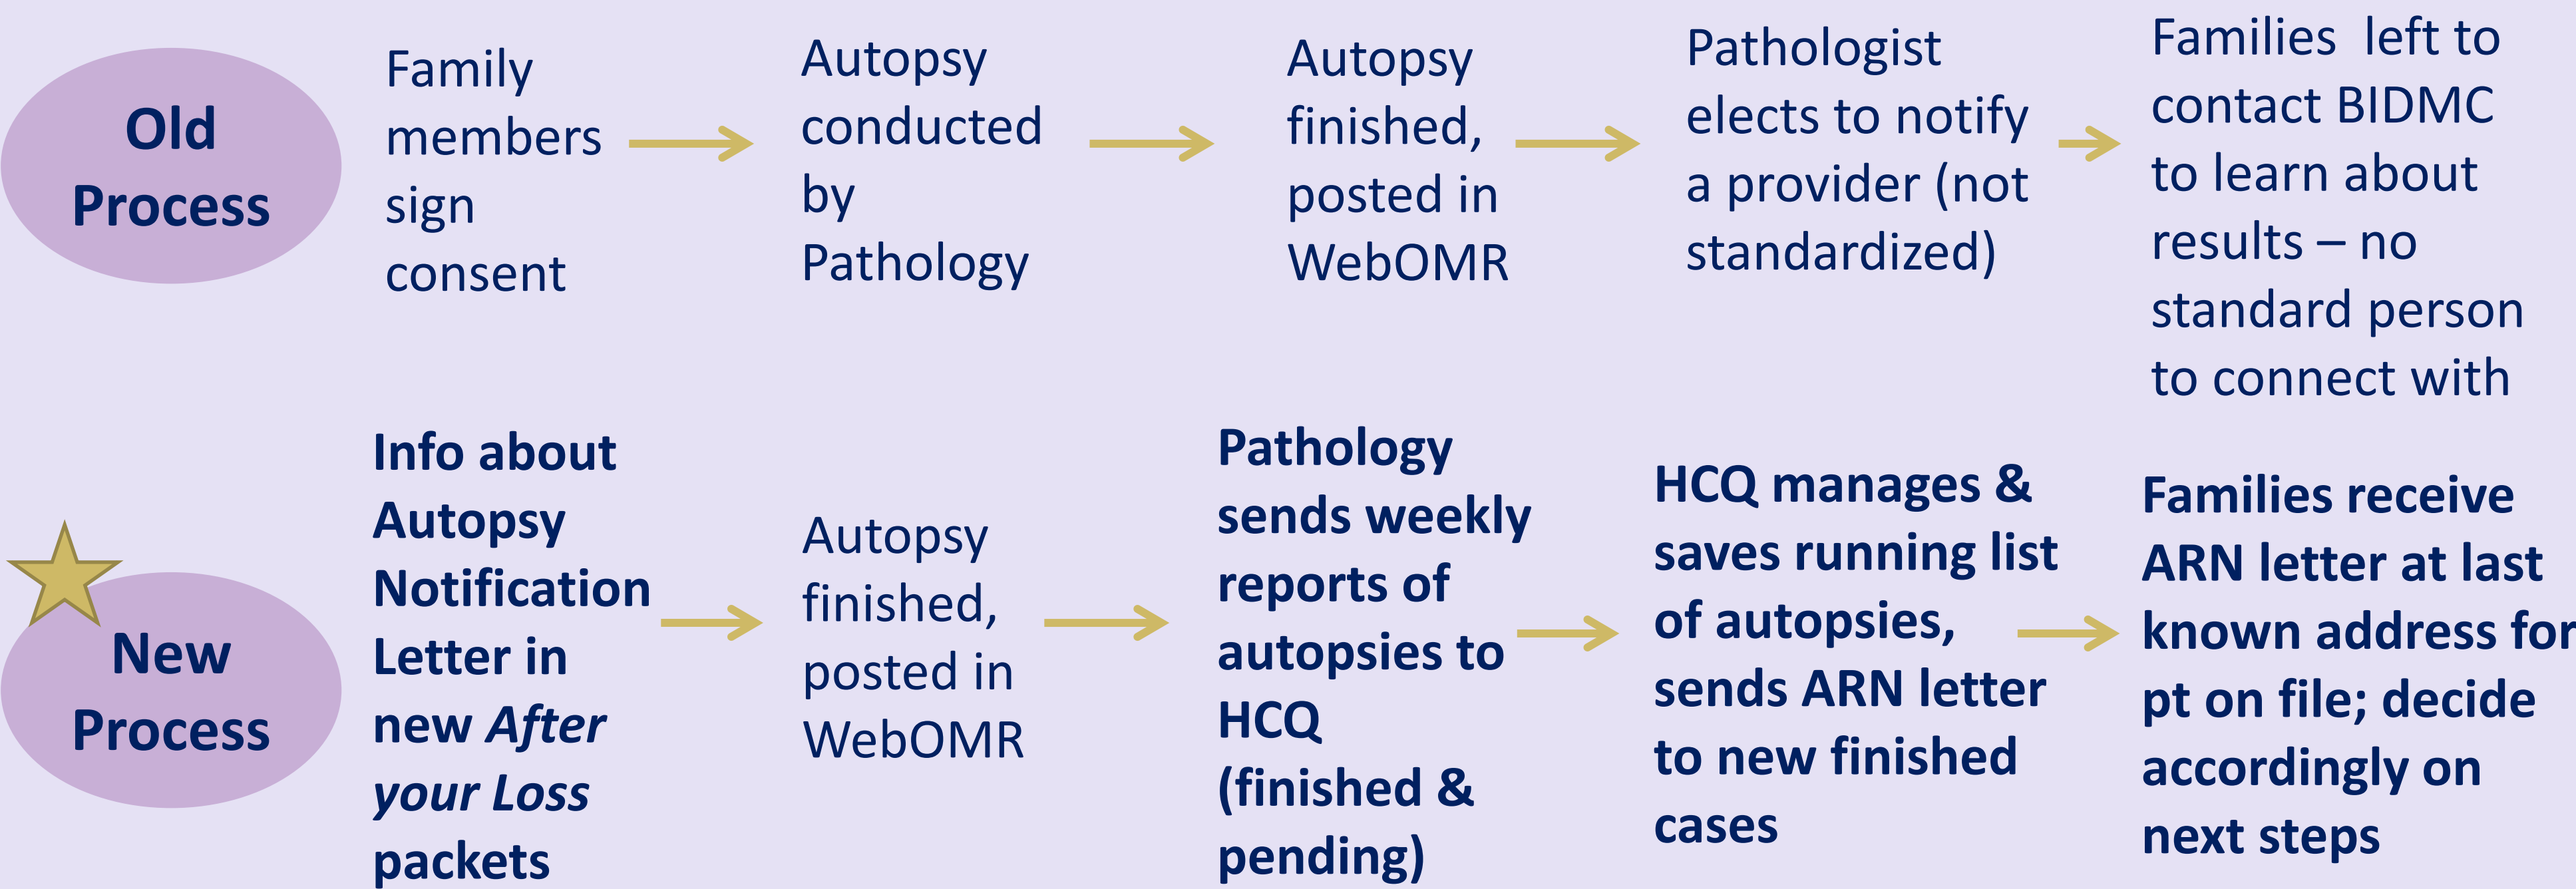 Old
Process
Family
members
sign
consent
Autopsy
conducted
by
Pathology
Autopsy
finished,
posted in
WebOMR
Pathologist
elects to notify
a provider (not
standardized)
Families  left to
contact BIDMC
to learn about
results – no
standard person
to connect with
New
Process
Info about
Autopsy
Notification
Letter in
new After
your Loss
packets
Autopsy
finished,
posted in
WebOMR
Pathology
sends weekly
reports of
autopsies to
HCQ
(finished &
pending)
HCQ manages &
saves running list
of autopsies,
sends ARN letter
to new finished
cases
Families receive
ARN letter at last
known address for
pt on file; decide
accordingly on
next steps